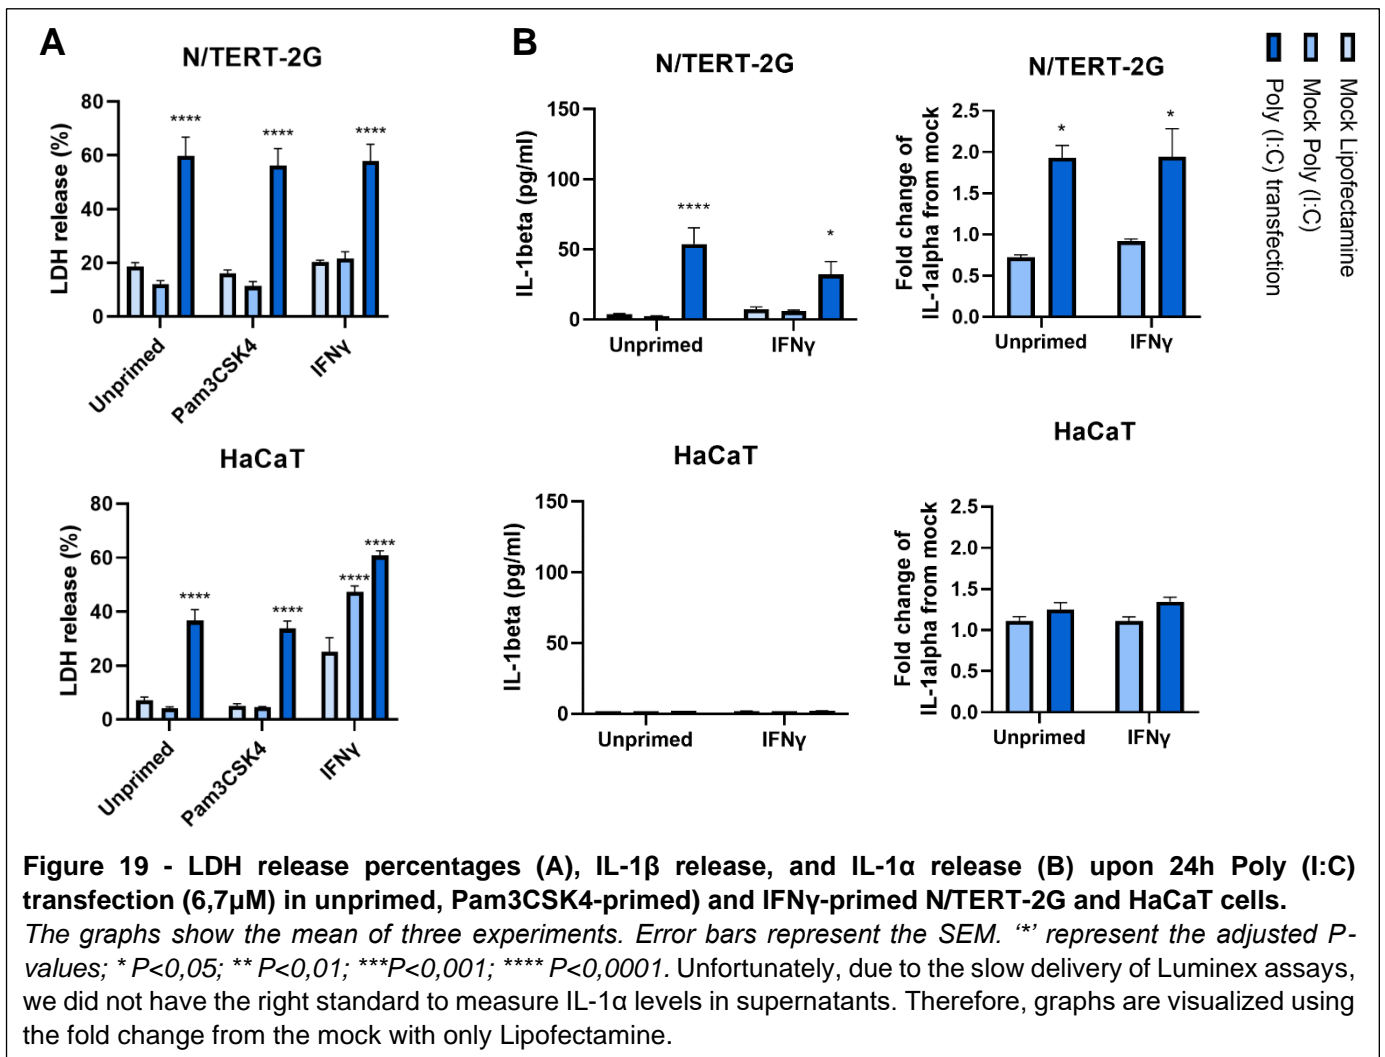 A
N/TERT-2G
LDH release (%)
80
60
40
20
0
****
****
****
Unprimed
Pam3CSK4
IFNγ
HaCaT
LDH release (%)
80
60
40
20
0
****
****
****
****
Unprimed
Pam3CSK4
IFNγ
B
N/TERT-2G
IL-1beta (pg/ml)
150
100
50
0
****
*
Unprimed
IFNγ
N/TERT-2G
Fold change of
IL-1alpha from mock
2.5
2.0
1.5
1.0
0.5
0.0
*
*
Unprimed
IFNγ
HaCaT
IL-1beta (pg/ml)
150
100
50
0
Unprimed
IFNγ
HaCaT
Fold change of
IL-1alpha from mock
2.5
2.0
1.5
1.0
0.5
0.0
Unprimed
IFNγ
Mock Lipofectamine
Mock Poly (I:C)
Poly (I:C) transfection
Figure 19 - LDH release percentages (A), IL-1β release, and IL-1α release (B) upon 24h Poly (I:C)
transfection (6,7µM) in unprimed, Pam3CSK4-primed) and IFNγ-primed N/TERT-2G and HaCaT cells.
The graphs show the mean of three experiments. Error bars represent the SEM. ‘*’ represent the adjusted P-
values; * P<0,05; ** P<0,01; ***P<0,001; **** P<0,0001. Unfortunately, due to the slow delivery of Luminex assays,
we did not have the right standard to measure IL-1α levels in supernatants. Therefore, graphs are visualized using
the fold change from the mock with only Lipofectamine.